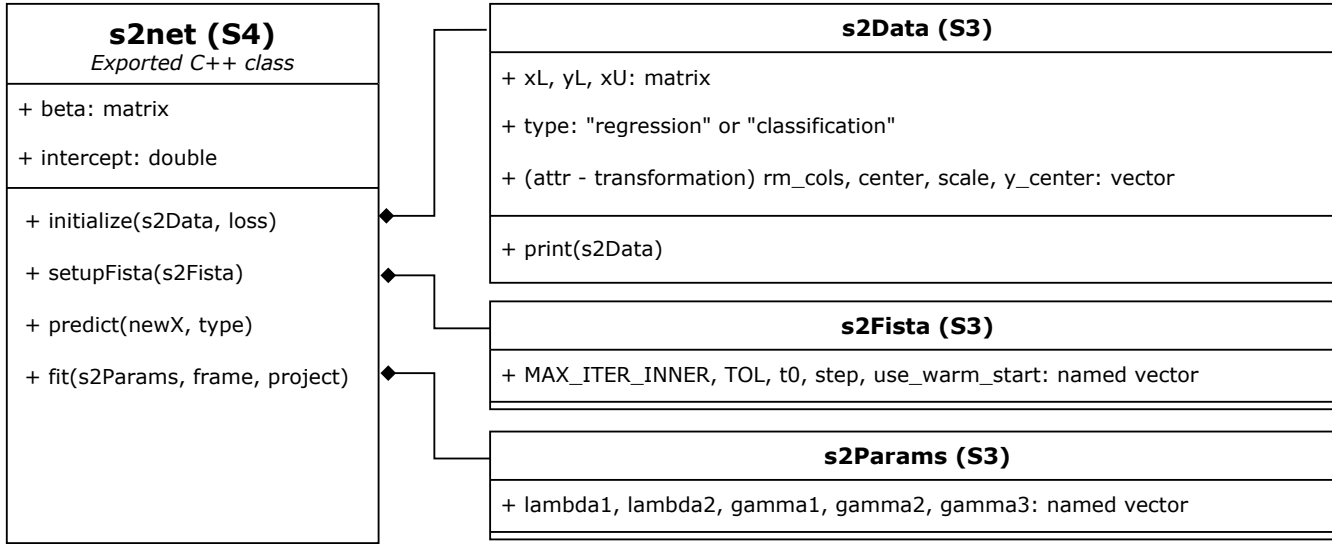 s2net (S4)
Exported C++ class
+ beta: matrix
+ intercept: double
+ initialize(s2Data, loss)
+ setupFista(s2Fista)
+ predict(newX, type)
+ fit(s2Params, frame, project)
s2Data (S3)
+ xL, yL, xU: matrix
+ type: "regression" or "classification"
+ (attr - transformation) rm_cols, center, scale, y_center: vector
+ print(s2Data)
s2Fista (S3)
+ MAX_ITER_INNER, TOL, t0, step, use_warm_start: named vector
s2Params (S3)
+ lambda1, lambda2, gamma1, gamma2, gamma3: named vector